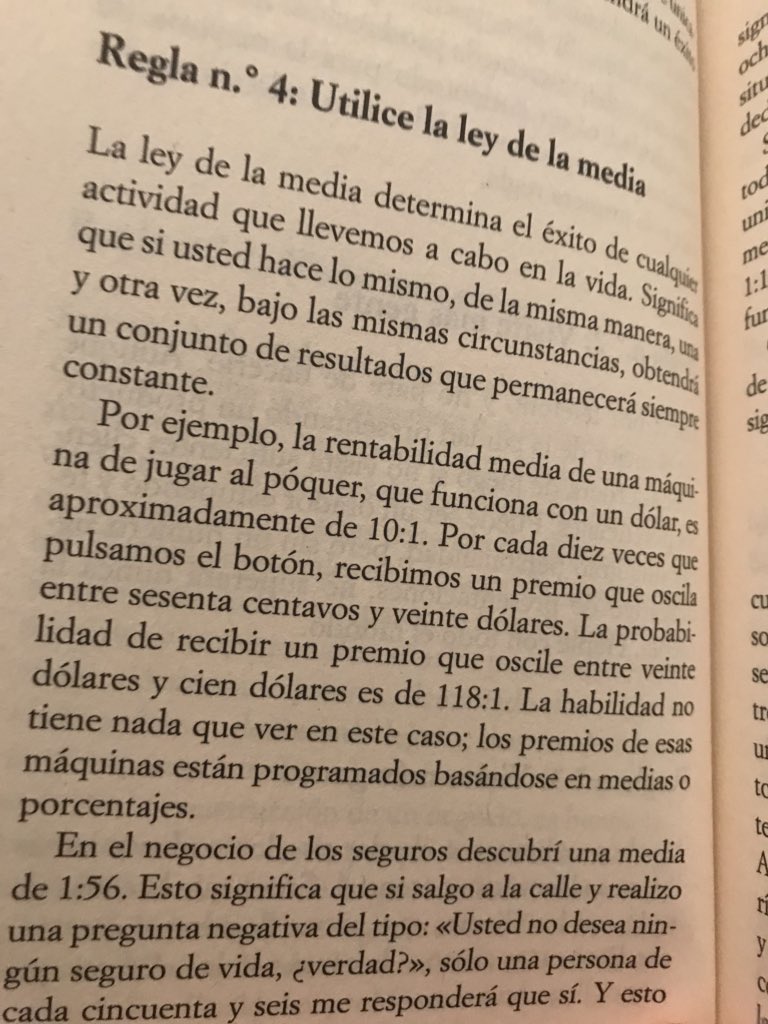 drá un éxito
Regla n.° 4: Utilice la ley de la media
La ley de la media determina el éxito de cualquier
actividad que llevemos a cabo en la vida. Significa
que si usted hace lo mismo, de la misma manera, una
y otra vez, bajo las mismas circunstancias, obtendrá
un conjunto de resultados que permanecerá siempre
constante.
Por ejemplo, la rentabilidad media de una máqui-
na de jugar al póquer, que funciona con un dólar, es
aproximadamente de 10:1. Por cada diez veces que
pulsamos el botón, recibimos un premio que oscila
entre sesenta centavos y veinte dólares. La probabi-
lidad de recibir un premio que oscile entre veinte
dólares y cien dólares es de 118:1. La habilidad no
tiene nada que ver en este caso; los premios de esas
máquinas están programados basándose en medias o
porcentajes.
En el negocio de los seguros descubrí una media
de 1:56. Esto significa que si salgo a la calle y realizo
una pregunta negativa del tipo: «Usted no desea nin-
gún seguro de vida, ¿verdad?», sólo una persona de
cada cincuenta y seis me responderá que sí. Y esto